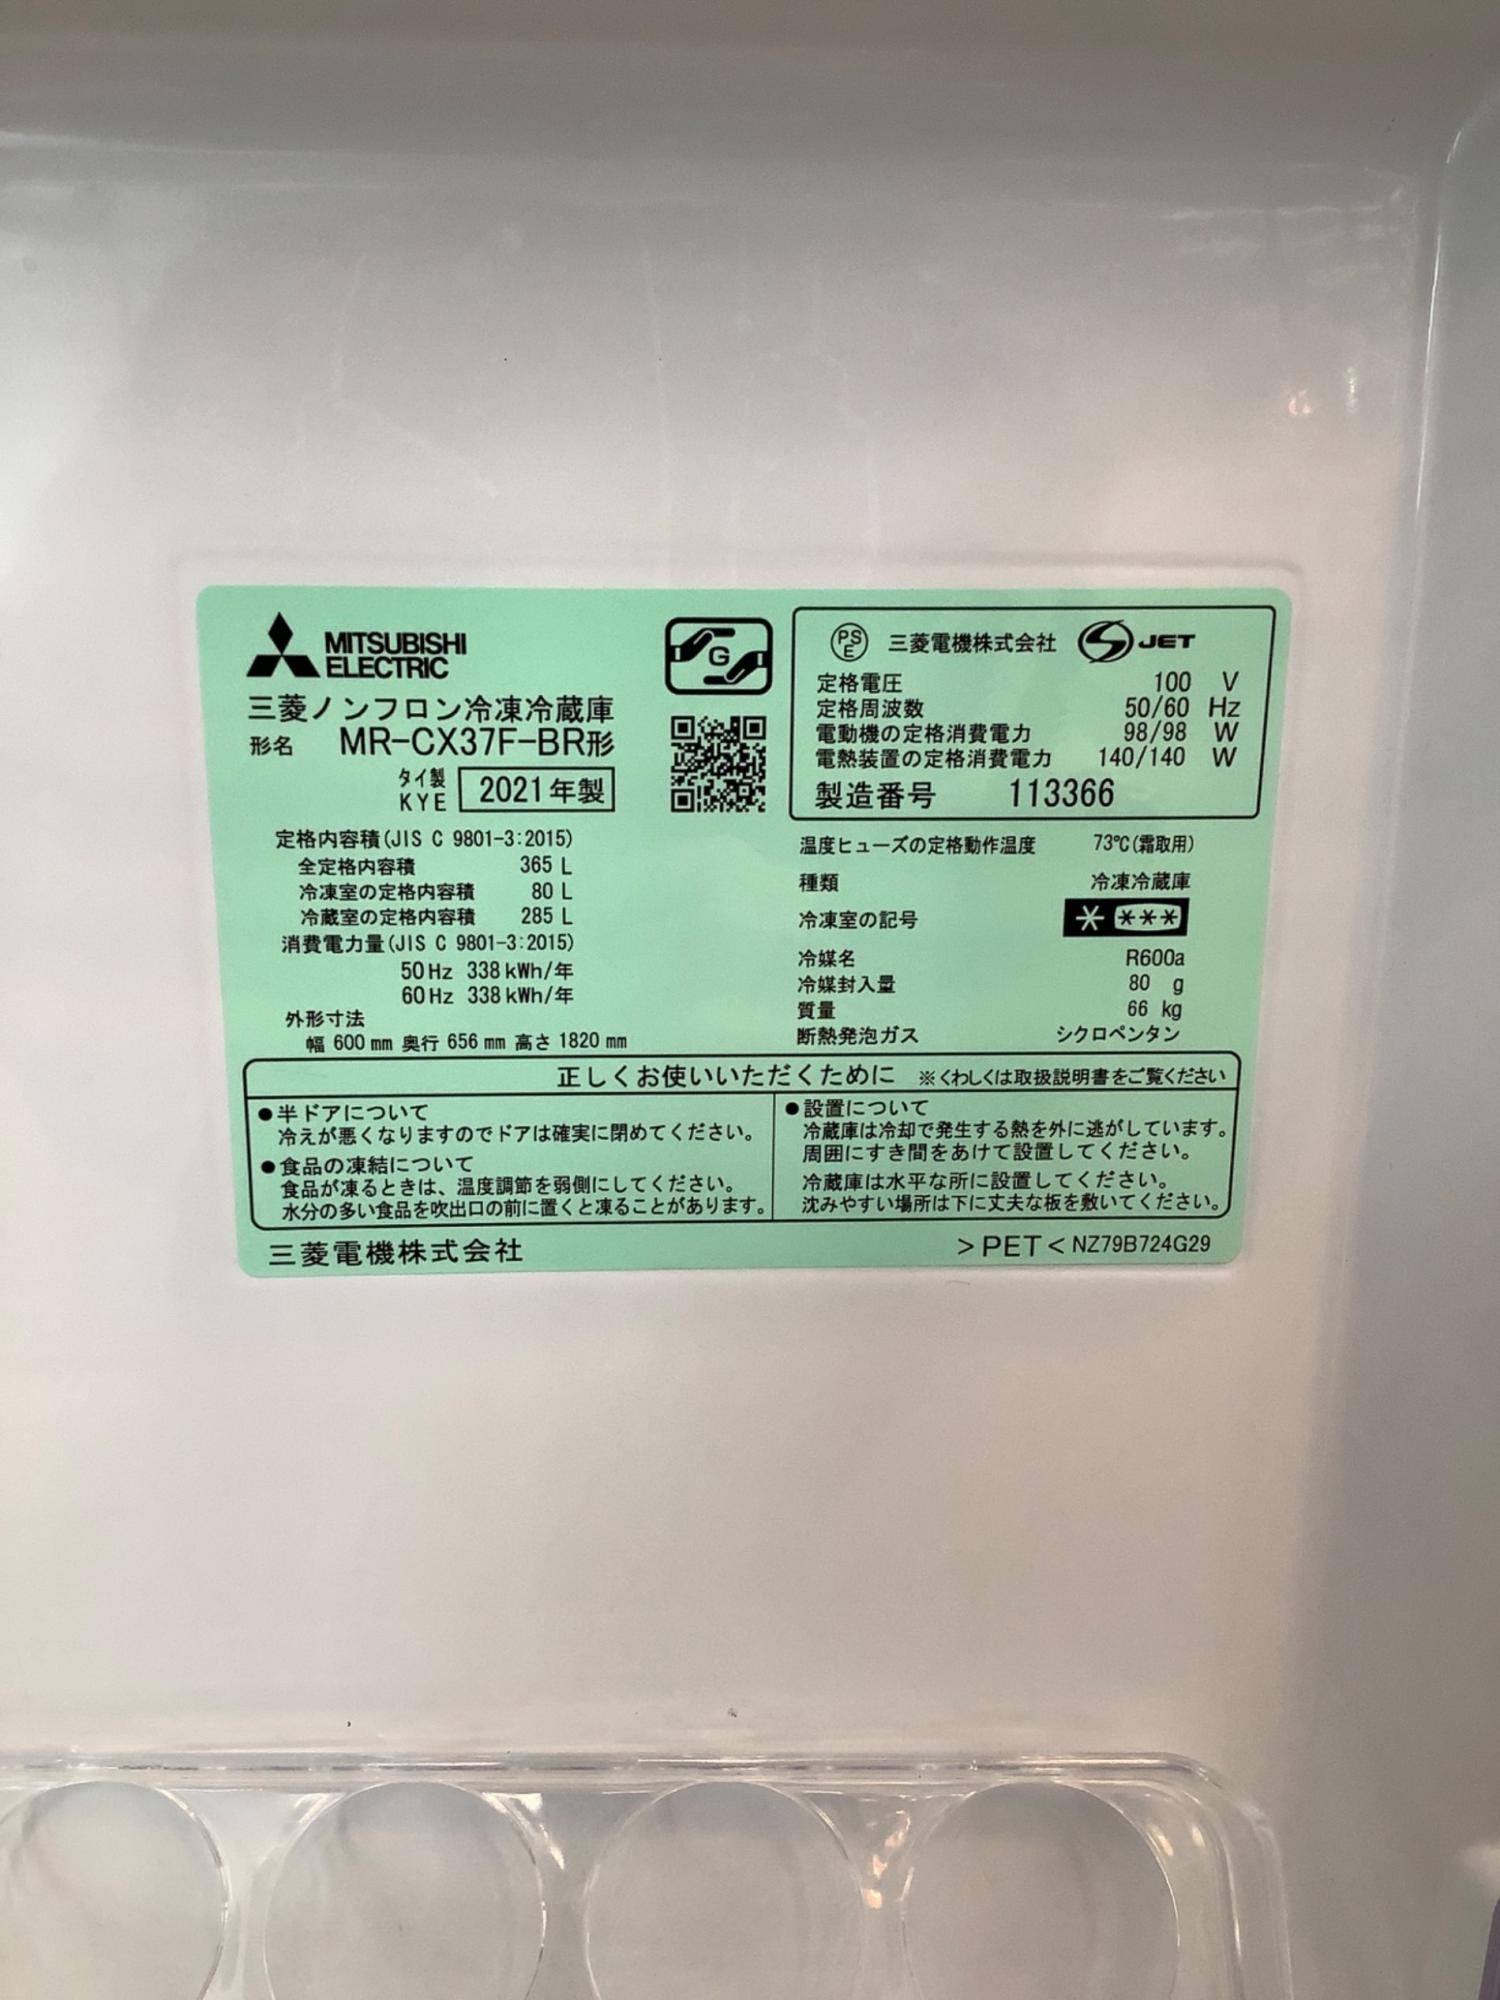 MITSUBISHI
ELECTRIC
三菱ノンフロン冷凍冷蔵庫
形名 MR-CX37F-BR形
タイ製
KYE 2021年製
定格内容積(JIS C 9801-3:2015)
全定格内容積 365 L
冷凍室の定格内容積 80 L
冷蔵室の定格内容積 285 L
消費電力量(JIS C 9801-3:2015)
50Hz 338kWh/年
60Hz 338kWh/年
外形寸法
幅 600mm 奥行 656mm 高さ 1820mm
G
PS
E 三菱電機株式会社 S JET
定格電圧 100 V
定格周波数 50/60 Hz
電動機の定格消費電力 98/98 W
電熱装置の定格消費電力 140/140 W
製造番号 113366
温度ヒューズの定格動作温度 73℃(霜取用)
種類 冷凍冷蔵庫
冷凍室の記号 * ***
冷媒名 R600a
冷媒封入量 80 g
質量 66 kg
断熱発泡ガス シクロペンタン
正しくお使いいただくために ※くわしくは取扱説明書をご覧ください
●半ドアについて
冷えが悪くなりますのでドアは確実に閉めてください。
●食品の凍結について
食品が凍るときは、温度調節を弱側にしてください。
水分の多い食品を吹出口の前に置くと凍ることがあります。
●設置について
冷蔵庫は冷却で発生する熱を外に逃がしています。
周囲にすき間をあけて設置してください。
冷蔵庫は水平な所に設置してください。
沈みやすい場所は下に丈夫な板を敷いてください。
三菱電機株式会社 >PET< NZ79B724G29